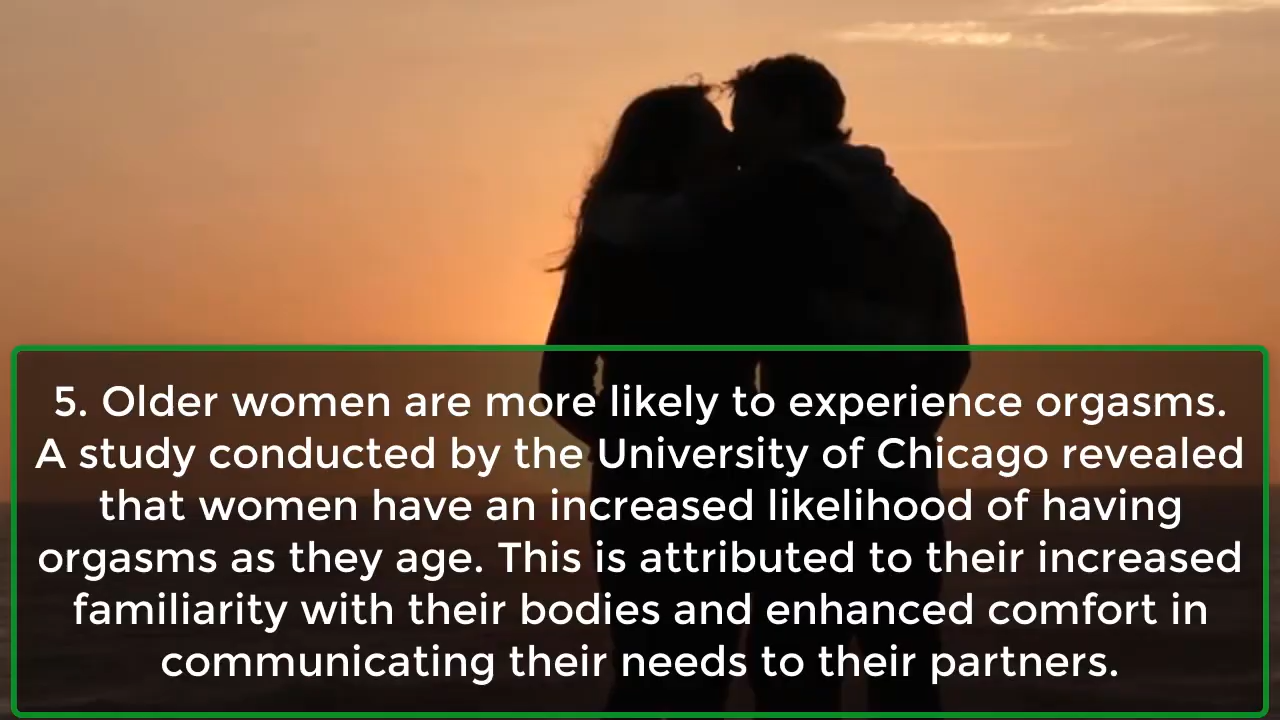 5. Older women are more likely to experience orgasms.
A study conducted by the University of Chicago revealed
that women have an increased likelihood of having
orgasms as they age. This is attributed to their increased
familiarity with their bodies and enhanced comfort in
communicating their needs to their partners.